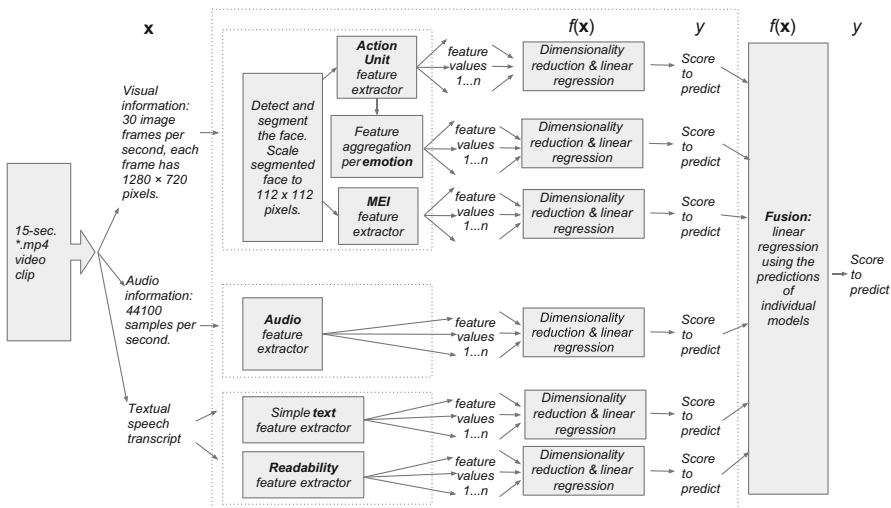 x
f(x)
y
f(x)
y
Visual
information:
30 image
frames per
second, each
frame has
1280 × 720
pixels.
15-sec.
*.mp4
video
clip
Audio
information:
44100
samples per
second.
Textual
speech
transcript
Detect and
segment
the face.
Scale
segmented
face to
112 x 112
pixels.
Action
Unit
feature
extractor
Feature
aggregation
per emotion
MEI
feature
extractor
Audio
feature
extractor
Simple text
feature extractor
Readability
feature extractor
feature
values
1...n
Dimensionality
reduction & linear
regression
Score
to
predict
feature
values
1...n
Dimensionality
reduction & linear
regression
Score
to
predict
feature
values
1...n
Dimensionality
reduction & linear
regression
Score
to
predict
feature
values
1...n
Dimensionality
reduction & linear
regression
Score
to
predict
feature
values
1...n
Dimensionality
reduction & linear
regression
Score
to
predict
feature
values
1...n
Dimensionality
reduction & linear
regression
Score
to
predict
Fusion:
linear
regression
using the
predictions
of
individual
models
Score
to
predict